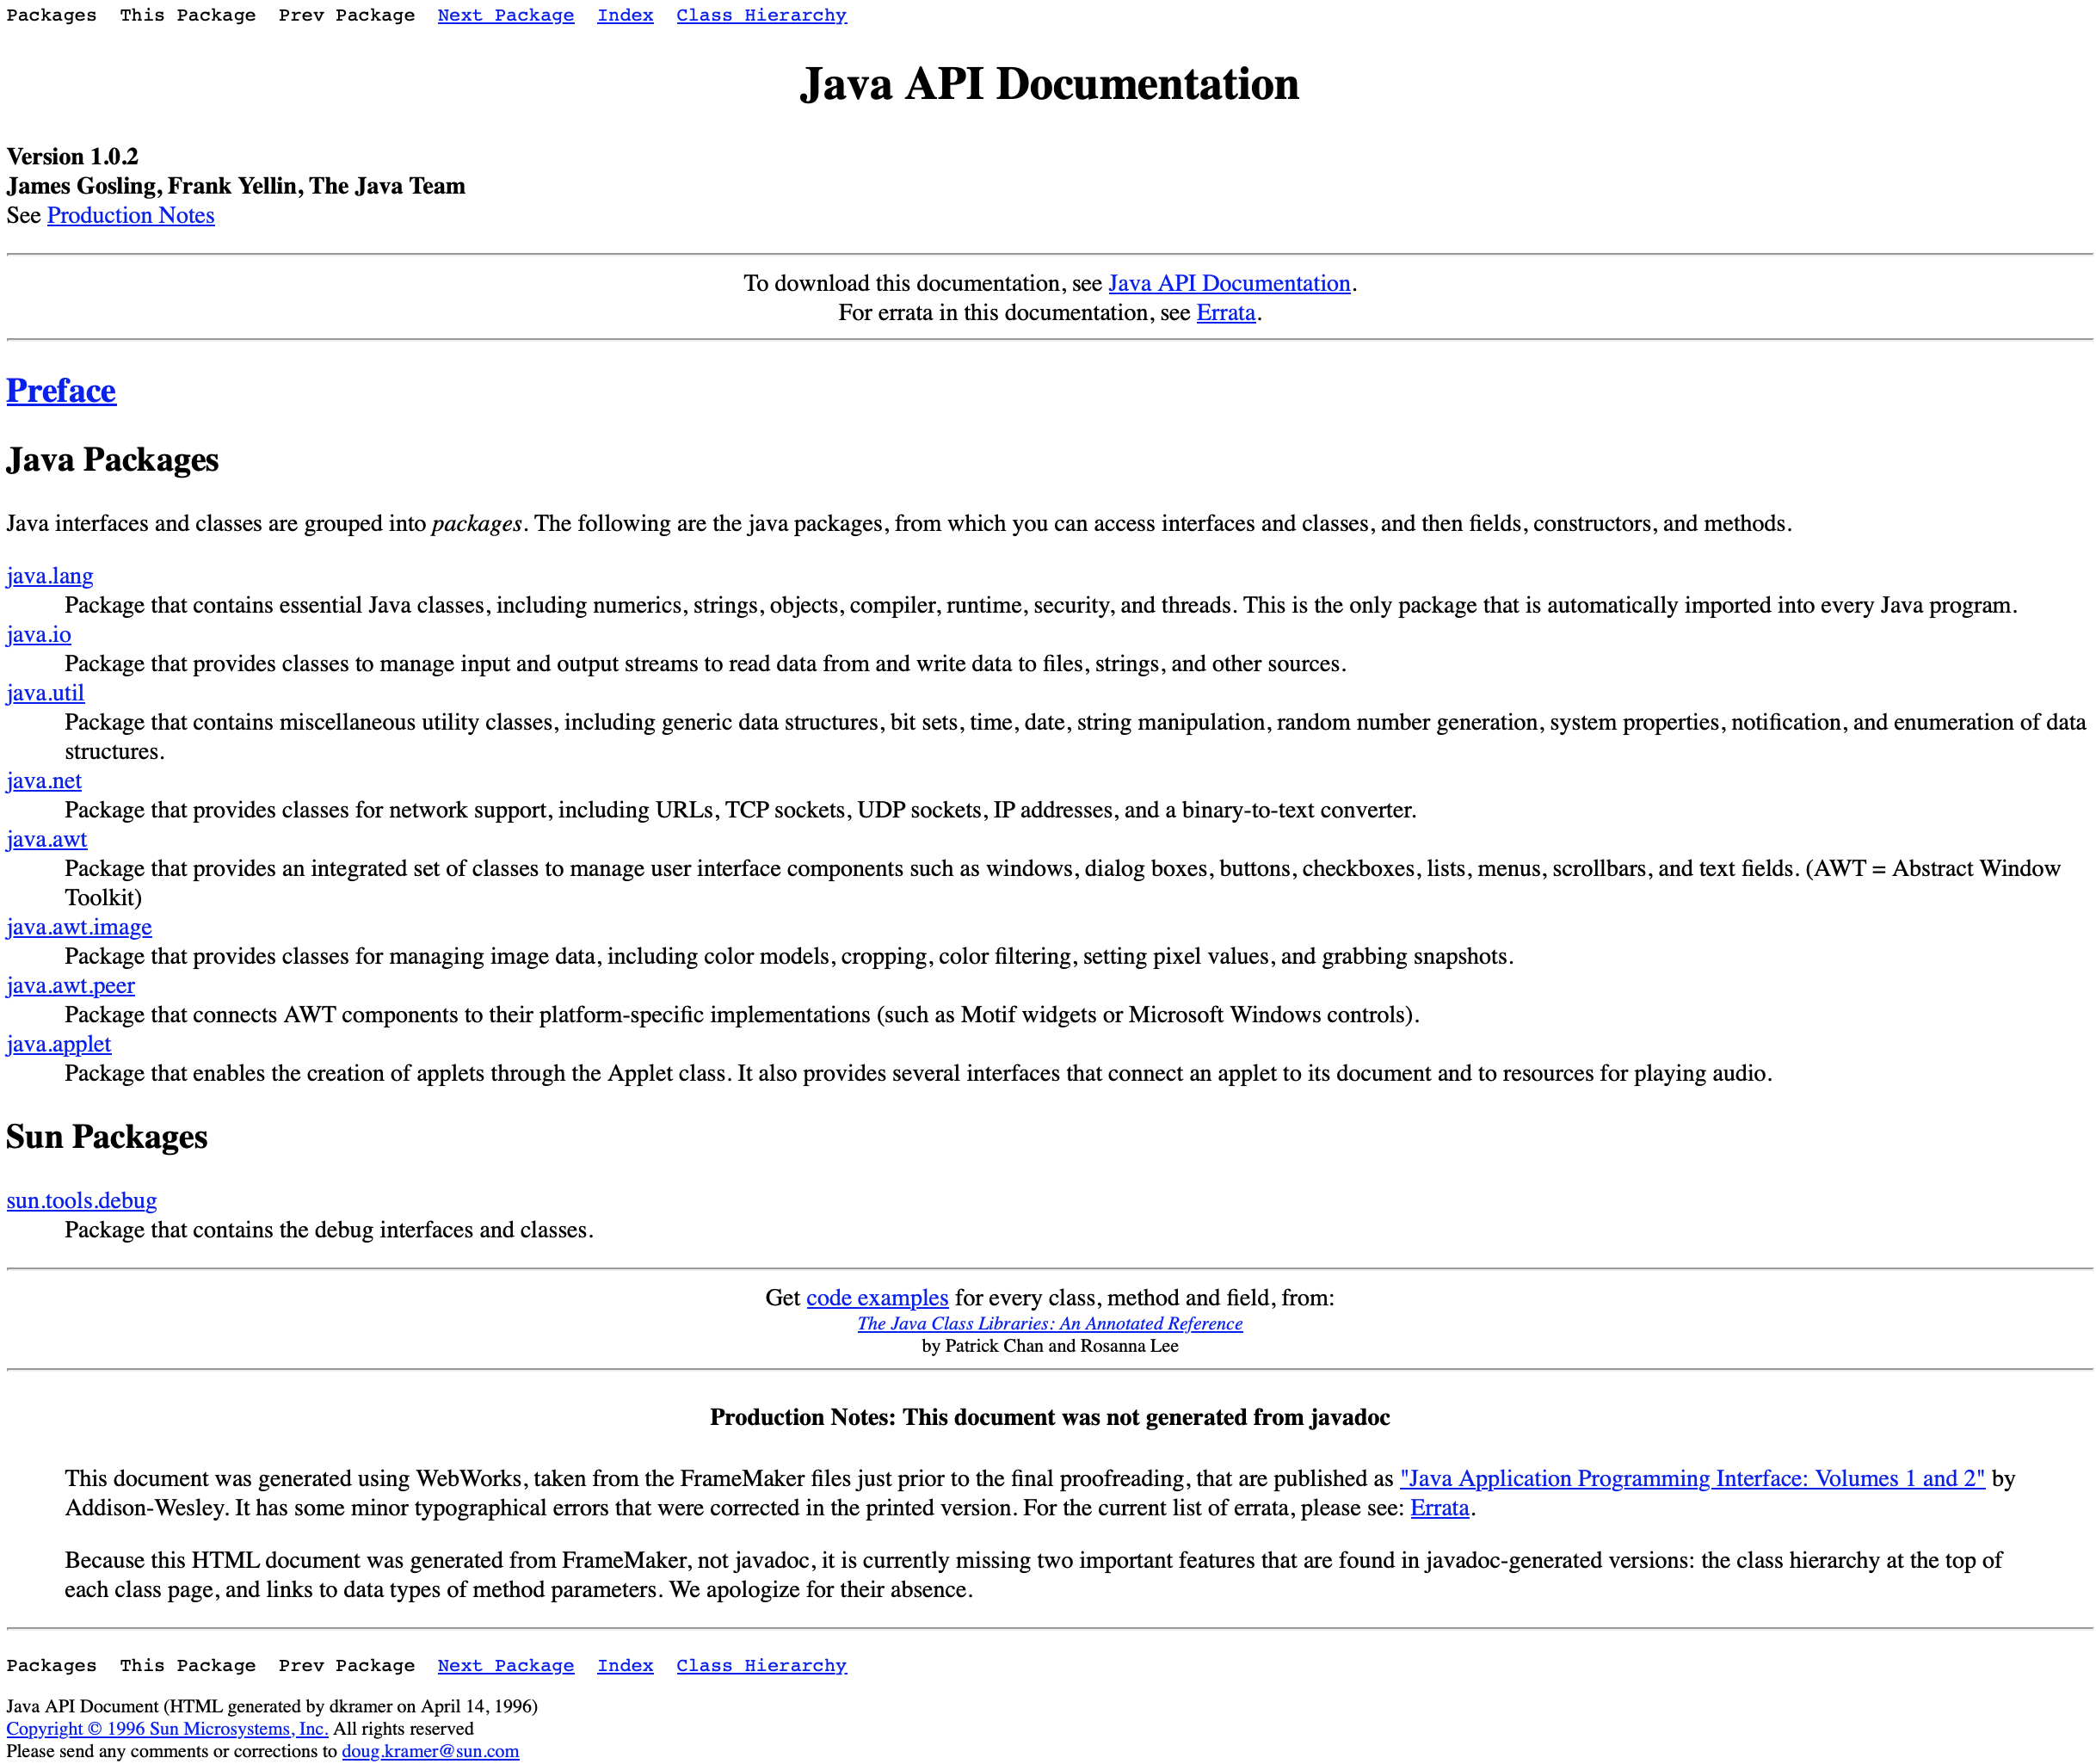 Packages  This Package  Prev Package  Next Package  Index  Class Hierarchy
Java API Documentation
Version 1.0.2
James Gosling, Frank Yellin, The Java Team
See Production Notes
To download this documentation, see Java API Documentation.
For errata in this documentation, see Errata.
Preface
Java Packages
Java interfaces and classes are grouped into packages. The following are the java packages, from which you can access interfaces and classes, and then fields, constructors, and methods.
java.lang
Package that contains essential Java classes, including numerics, strings, objects, compiler, runtime, security, and threads. This is the only package that is automatically imported into every Java program.
java.io
Package that provides classes to manage input and output streams to read data from and write data to files, strings, and other sources.
java.util
Package that contains miscellaneous utility classes, including generic data structures, bit sets, time, date, string manipulation, random number generation, system properties, notification, and enumeration of data
structures.
java.net
Package that provides classes for network support, including URLs, TCP sockets, UDP sockets, IP addresses, and a binary-to-text converter.
java.awt
Package that provides an integrated set of classes to manage user interface components such as windows, dialog boxes, buttons, checkboxes, lists, menus, scrollbars, and text fields. (AWT = Abstract Window
Toolkit)
java.awt.image
Package that provides classes for managing image data, including color models, cropping, color filtering, setting pixel values, and grabbing snapshots.
java.awt.peer
Package that connects AWT components to their platform-specific implementations (such as Motif widgets or Microsoft Windows controls).
java.applet
Package that enables the creation of applets through the Applet class. It also provides several interfaces that connect an applet to its document and to resources for playing audio.
Sun Packages
sun.tools.debug
Package that contains the debug interfaces and classes.
Get code examples for every class, method and field, from:
The Java Class Libraries: An Annotated Reference
by Patrick Chan and Rosanna Lee
Production Notes: This document was not generated from javadoc
This document was generated using WebWorks, taken from the FrameMaker files just prior to the final proofreading, that are published as "Java Application Programming Interface: Volumes 1 and 2" by
Addison-Wesley. It has some minor typographical errors that were corrected in the printed version. For the current list of errata, please see: Errata.
Because this HTML document was generated from FrameMaker, not javadoc, it is currently missing two important features that are found in javadoc-generated versions: the class hierarchy at the top of
each class page, and links to data types of method parameters. We apologize for their absence.
Packages  This Package  Prev Package  Next Package  Index  Class Hierarchy
Java API Document (HTML generated by dkramer on April 14, 1996)
Copyright © 1996 Sun Microsystems, Inc. All rights reserved
Please send any comments or corrections to doug.kramer@sun.com